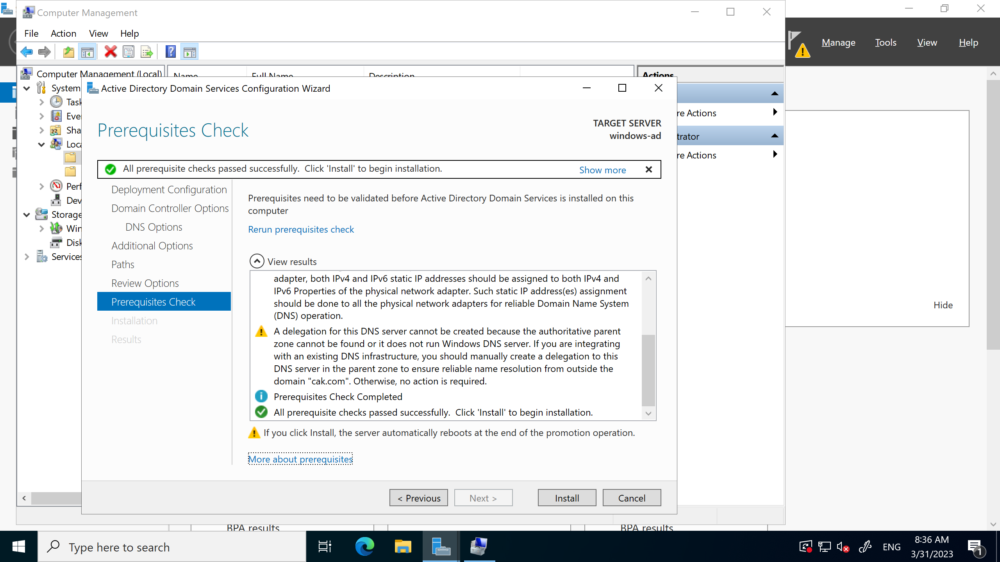 Computer Management
File Action View Help
Manage Tools View Help
Computer Management (Local)
Name Full Name Description
Actions
System
Task
Eve
Sha
Loca
Perf
Dev
Storage
Win
Disk
Services
re Actions
trator
re Actions
Active Directory Domain Services Configuration Wizard
Prerequisites Check
TARGET SERVER
windows-ad
All prerequisite checks passed successfully. Click 'Install' to begin installation.
Show more
Deployment Configuration
Domain Controller Options
DNS Options
Additional Options
Paths
Review Options
Prerequisites Check
Installation
Results
Prerequisites need to be validated before Active Directory Domain Services is installed on this
computer
Rerun prerequisites check
View results
adapter, both IPv4 and IPv6 static IP addresses should be assigned to both IPv4 and
IPv6 Properties of the physical network adapter. Such static IP address(es) assignment
should be done to all the physical network adapters for reliable Domain Name System
(DNS) operation.
A delegation for this DNS server cannot be created because the authoritative parent
zone cannot be found or it does not run Windows DNS server. If you are integrating
with an existing DNS infrastructure, you should manually create a delegation to this
DNS server in the parent zone to ensure reliable name resolution from outside the
domain "cak.com". Otherwise, no action is required.
Prerequisites Check Completed
All prerequisite checks passed successfully. Click 'Install' to begin installation.
If you click Install, the server automatically reboots at the end of the promotion operation.
More about prerequisites
< Previous Next > Install Cancel
Hide
BPA results BPA results
Type here to search
ENG
8:36 AM
3/31/2023
1